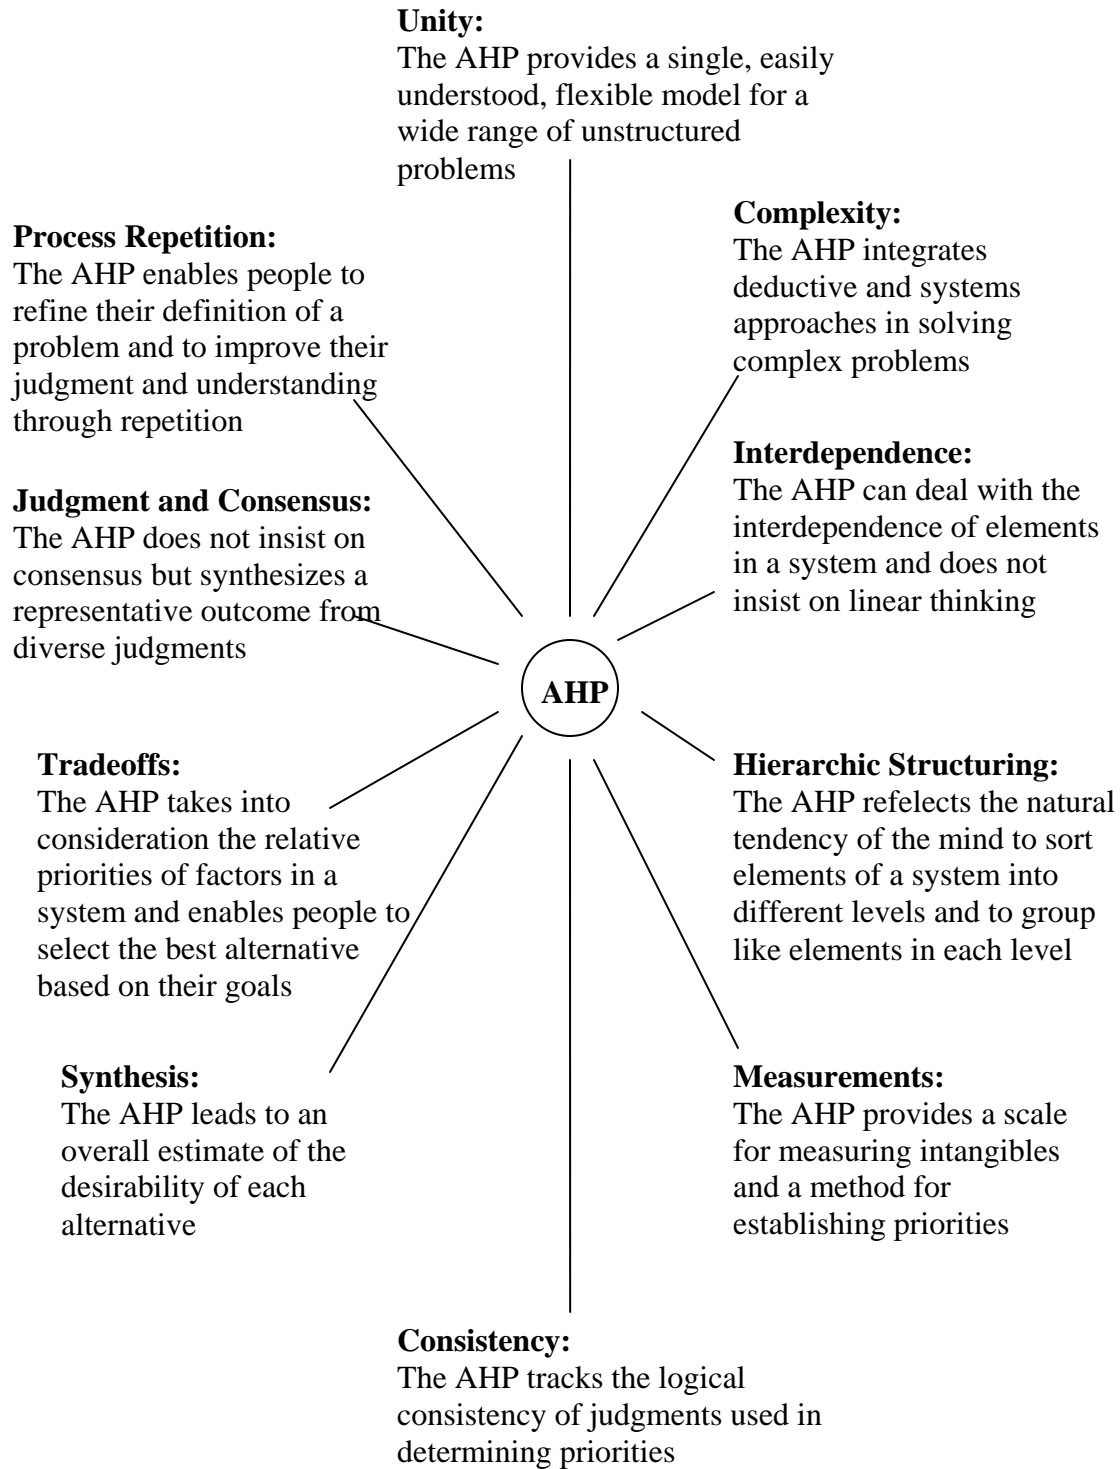 Unity:
The AHP provides a single, easily
understood, flexible model for a
wide range of unstructured
problems
Complexity:
The AHP integrates
deductive and systems
approaches in solving
complex problems
Interdependence:
The AHP can deal with the
interdependence of elements
in a system and does not
insist on linear thinking
Hierarchic Structuring:
The AHP refelects the natural
tendency of the mind to sort
elements of a system into
different levels and to group
like elements in each level
Measurements:
The AHP provides a scale
for measuring intangibles
and a method for
establishing priorities
Consistency:
The AHP tracks the logical
consistency of judgments used in
determining priorities
Synthesis:
The AHP leads to an
overall estimate of the
desirability of each
alternative
Tradeoffs:
The AHP takes into
consideration the relative
priorities of factors in a
system and enables people to
select the best alternative
based on their goals
Judgment and Consensus:
The AHP does not insist on
consensus but synthesizes a
representative outcome from
diverse judgments
Process Repetition:
The AHP enables people to
refine their definition of a
problem and to improve their
judgment and understanding
through repetition
AHP